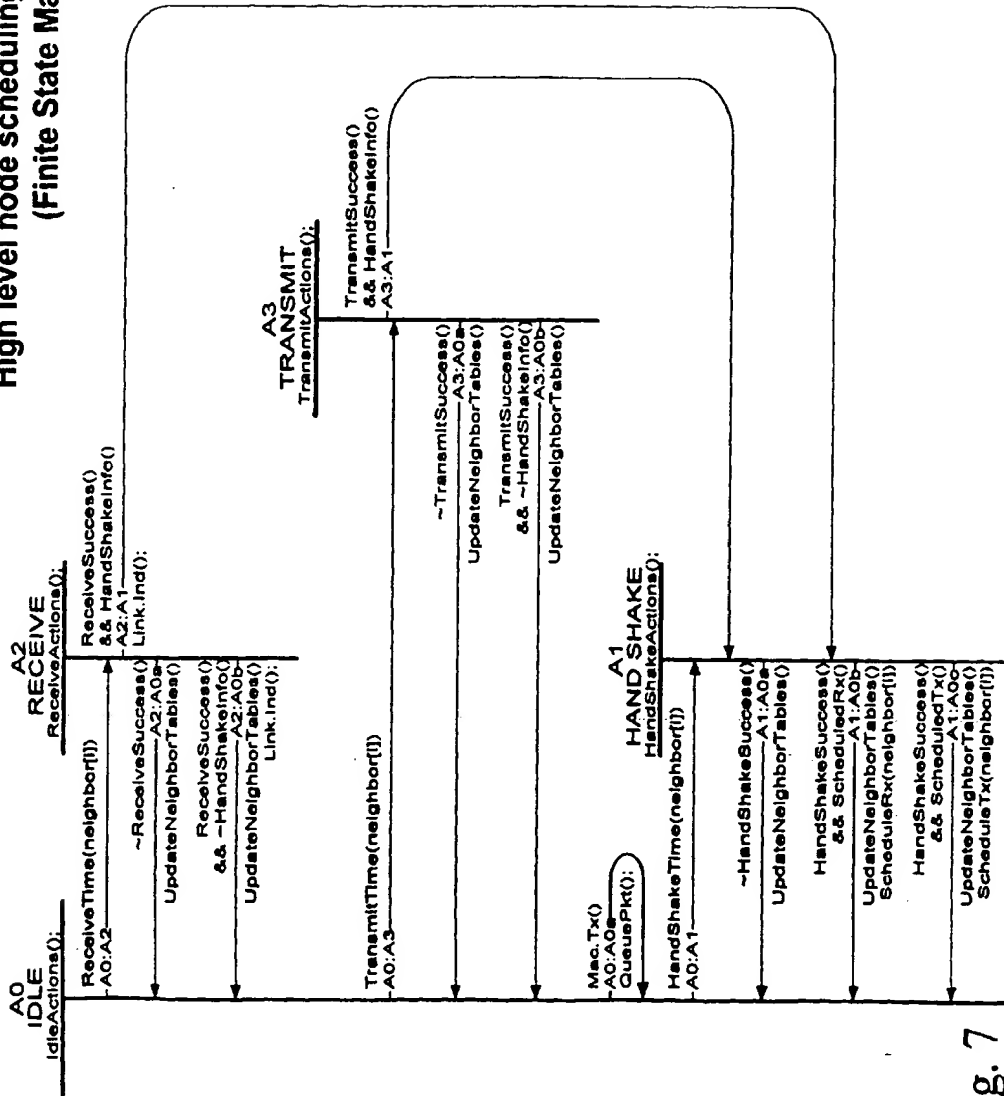 High level node scheduling
(Finite State
A0
IDLE
IdleActions();
A2
RECEIVE
ReceiveActions();
A3
TRANSMIT
TransmitActions();
A1
HAND SHAKE
HandShakeActions();
ReceiveTime(neighbor[i])
A0:A2
ReceiveSuccess()
&& HandShakeInfo()
A2:A1
Link.Ind();
~ReceiveSuccess()
A2:A0a
UpdateNeighborTables()
ReceiveSuccess()
&& ~HandShakeInfo()
A2:A0b
UpdateNeighborTables()
Link.Ind();
TransmitTime(neighbor[i])
A0:A3
TransmitSuccess()
&& HandShakeInfo()
A3:A1
~TransmitSuccess()
A3:A0a
UpdateNeighborTables()
TransmitSuccess()
&& ~HandShakeInfo()
A3:A0b
UpdateNeighborTables()
Mac.Tx()
A0:A0a
QueuePkt();
HandShakeTime(neighbor[i])
A0:A1
~HandShakeSuccess()
A1:A0a
UpdateNeighborTables()
HandShakeSuccess()
&& ScheduledRx()
A1:A0b
UpdateNeighborTables()
ScheduleRx(neighbor[i])
HandShakeSuccess()
&& ScheduledTx()
A1:A0c
UpdateNeighborTables()
ScheduleTx(neighbor[i])
g. 7